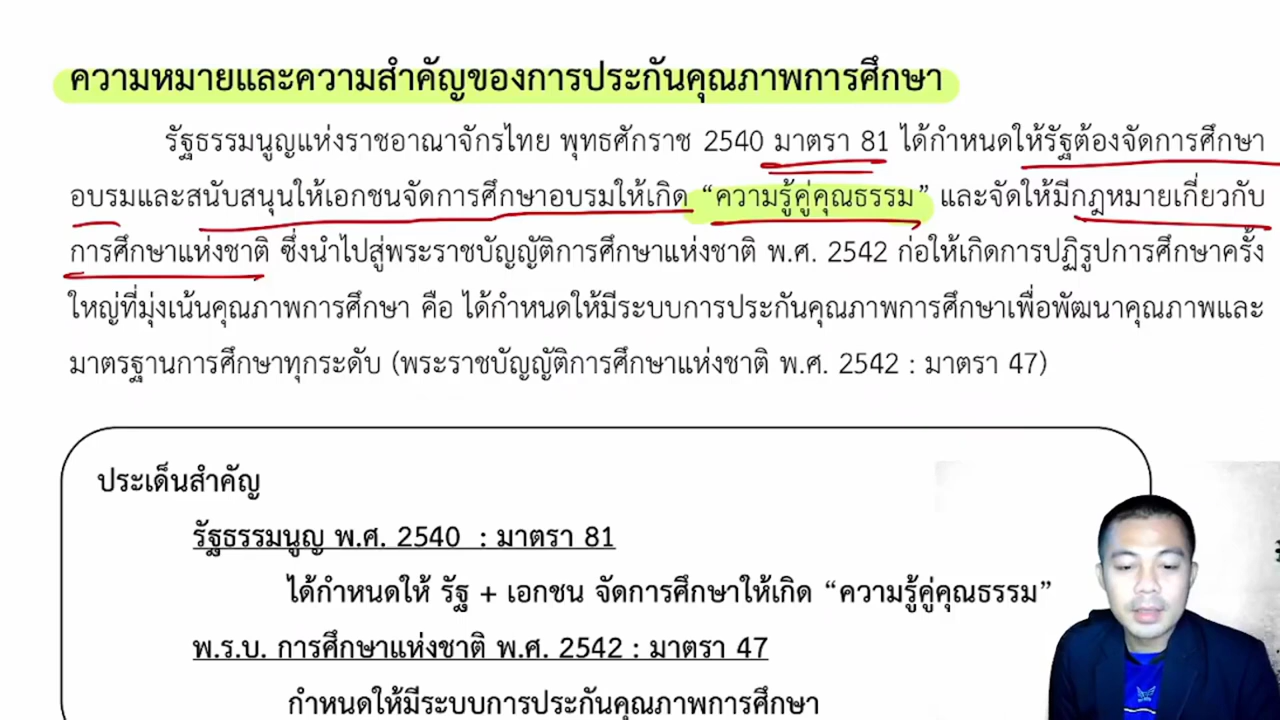 ความหมายและความสำคัญของการประกันคุณภาพการศึกษา
รัฐธรรมนูญแห่งราชอาณาจักรไทย พุทธศักราช 2540 มาตรา 81 ได้กำหนดให้รัฐต้องจัดการศึกษา
อบรมและสนับสนุนให้เอกชนจัดการศึกษาอบรมให้เกิด “ความรู้คู่คุณธรรม” และจัดให้มีกฎหมายเกี่ยวกับ
การศึกษาแห่งชาติ ซึ่งนำไปสู่พระราชบัญญัติการศึกษาแห่งชาติ พ.ศ. 2542 ก่อให้เกิดการปฏิรูปการศึกษาครั้ง
ใหญ่ที่มุ่งเน้นคุณภาพการศึกษา คือ ได้กำหนดให้มีระบบการประกันคุณภาพการศึกษาเพื่อพัฒนาคุณภาพและ
มาตรฐานการศึกษาทุกระดับ (พระราชบัญญัติการศึกษาแห่งชาติ พ.ศ. 2542 : มาตรา 47)
ประเด็นสำคัญ
รัฐธรรมนูญ พ.ศ. 2540 : มาตรา 81
ได้กำหนดให้ รัฐ + เอกชน จัดการศึกษาให้เกิด “ความรู้คู่คุณธรรม”
พ.ร.บ. การศึกษาแห่งชาติ พ.ศ. 2542 : มาตรา 47
กำหนดให้มีระบบการประกันคุณภาพการศึกษา